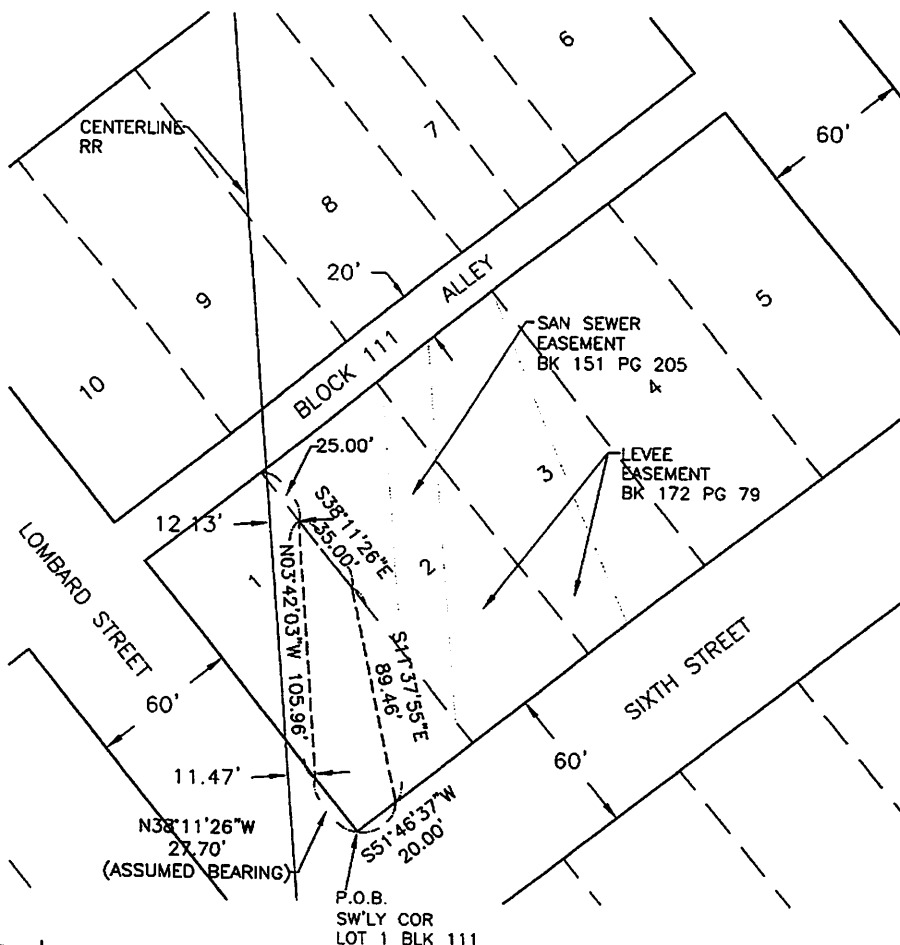 6
60'
CENTERLINE
RR
7
8
20'
ALLEY
9
5
SAN SEWER
EASEMENT
BK 151 PG 205
4
10
BLOCK 111
25.00'
3
LEVEE
EASEMENT
BK 172 PG 79
12.13'
S38°11'26"E
35.00'
LOMBARD STREET
1
2
N03°42'03"W 105.96'
S11°37'55"E
89.46'
SIXTH STREET
60'
60'
11.47'
N38°11'26"W
27.70'
(ASSUMED BEARING)
S51°46'37"W
20.00'
P.O.B.
SW'LY COR
LOT 1 BLK 111